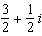 3/2 + 1/2 i